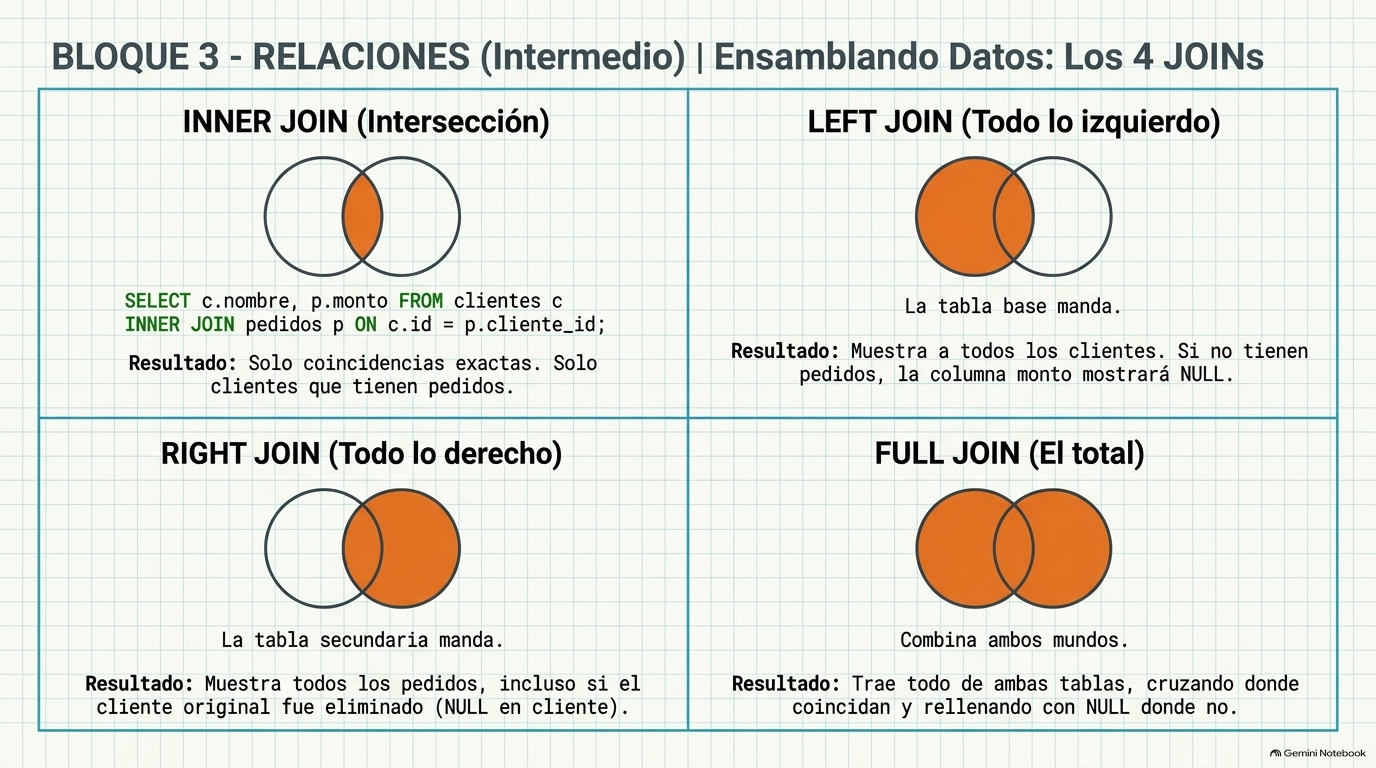 BLOQUE 3 - RELACIONES (Intermedio) | Ensamblando Datos: Los 4 JOINs
INNER JOIN (Intersección)
SELECT c.nombre, p.monto FROM clientes c
INNER JOIN pedidos p ON c.id = p.cliente_id;
Resultado: Solo coincidencias exactas. Solo
clientes que tienen pedidos.
LEFT JOIN (Todo lo izquierdo)
La tabla base manda.
Resultado: Muestra a todos los clientes. Si no tienen
pedidos, la columna monto mostrará NULL.
RIGHT JOIN (Todo lo derecho)
La tabla secundaria manda.
Resultado: Muestra todos los pedidos, incluso si el
cliente original fue eliminado (NULL en cliente).
FULL JOIN (El total)
Combina ambos mundos.
Resultado: Trae todo de ambas tablas, cruzando donde
coincidan y rellenando con NULL donde no.
Gemini Notebook